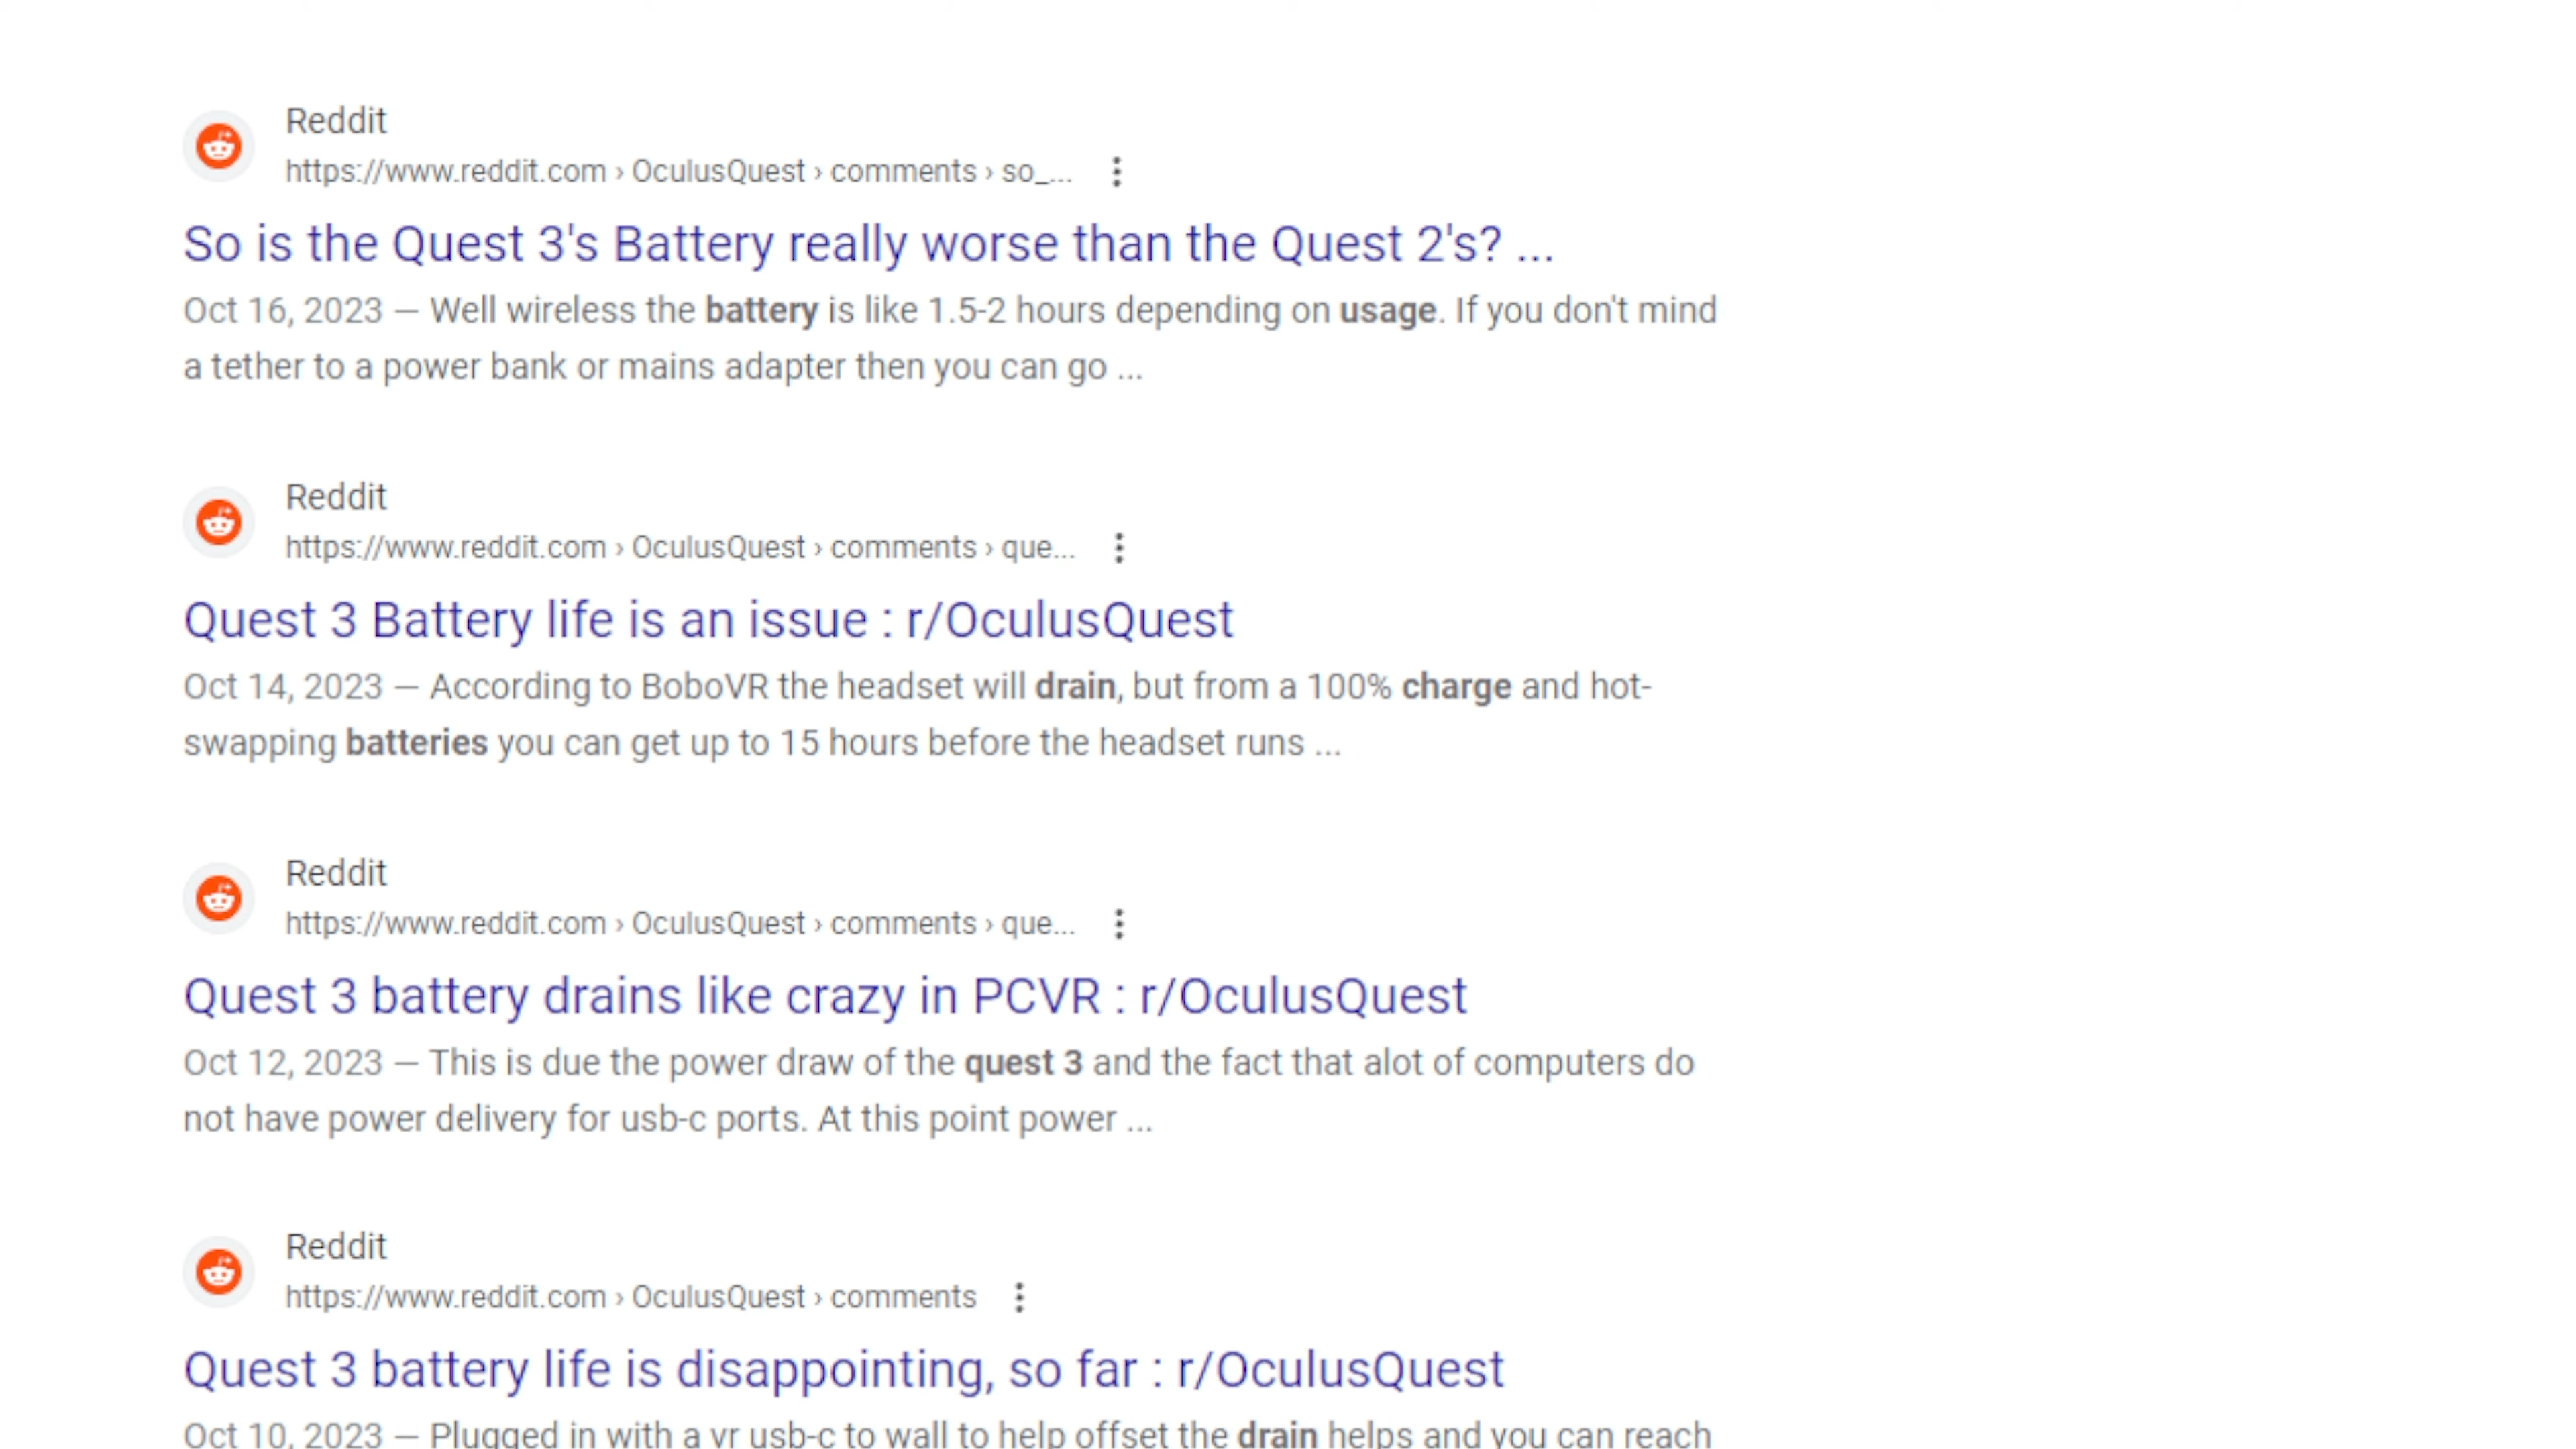 Reddit
https://www.reddit.com › OculusQuest › comments › so_...
So is the Quest 3's Battery really worse than the Quest 2's? ...
Oct 16, 2023 — Well wireless the battery is like 1.5-2 hours depending on usage. If you don't mind
a tether to a power bank or mains adapter then you can go ...
Reddit
https://www.reddit.com › OculusQuest › comments › que...
Quest 3 Battery life is an issue : r/OculusQuest
Oct 14, 2023 — According to BoboVR the headset will drain, but from a 100% charge and hot-
swapping batteries you can get up to 15 hours before the headset runs ...
Reddit
https://www.reddit.com › OculusQuest › comments › que...
Quest 3 battery drains like crazy in PCVR : r/OculusQuest
Oct 12, 2023 — This is due the power draw of the quest 3 and the fact that alot of computers do
not have power delivery for usb-c ports. At this point power ...
Reddit
https://www.reddit.com › OculusQuest › comments
Quest 3 battery life is disappointing, so far : r/OculusQuest
Oct 10, 2023 — Plugged in with a vr usb-c to wall to help offset the drain helps and you can reach